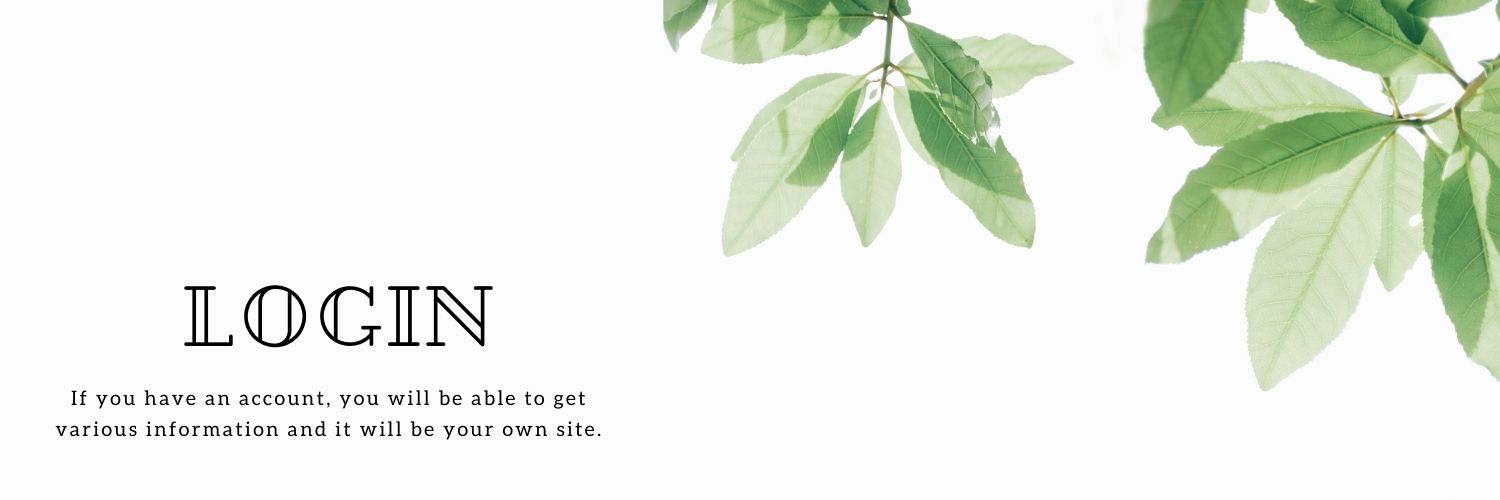 LOGIN
If you have an account, you will be able to get
various information and it will be your own site.